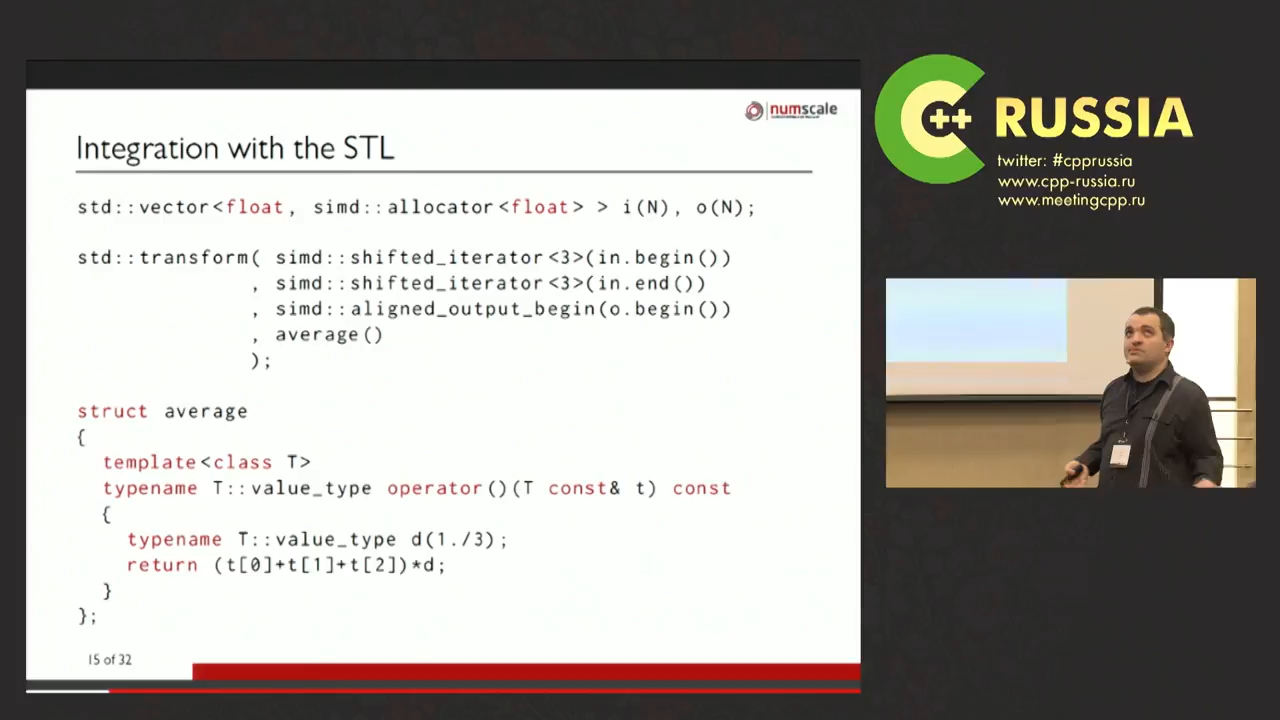 numscale
Integration with the STL
std::vector<float, simd::allocator<float> > i(N), o(N);
std::transform( simd::shifted_iterator<3>(in.begin())
, simd::shifted_iterator<3>(in.end())
, simd::aligned_output_begin(o.begin())
, average()
);
struct average
{
template<class T>
typename T::value_type operator()(T const& t) const
{
typename T::value_type d(1./3);
return (t[0]+t[1]+t[2])*d;
}
};
15 of 32
C++ RUSSIA
twitter: #cpprussia
www.cpp-russia.ru
www.meetingcpp.ru